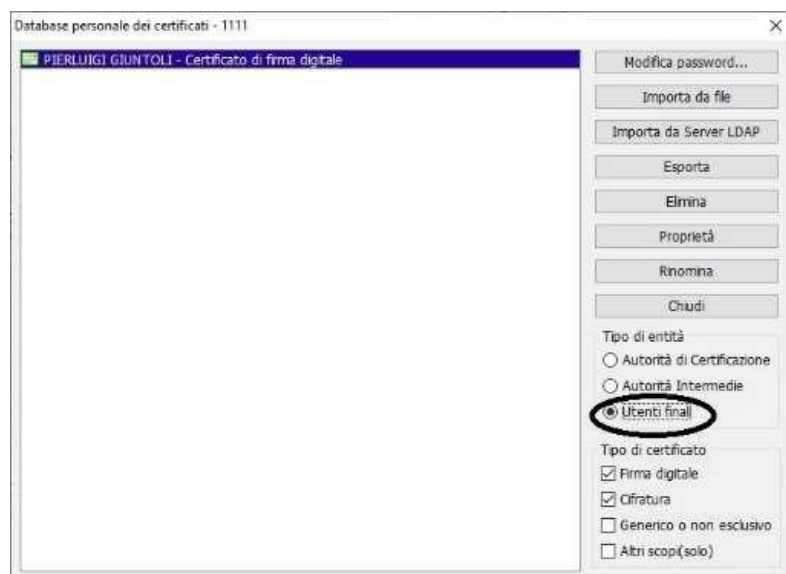 Database personale dei certificati - 1111
PIERLUIGI GIUNTOLI - Certificato di firma digitale
Modifica password...
Importa da file
Importa da Server LDAP
Esporta
Elimina
Proprietà
Rinomina
Chiudi
Tipo di entità
Autorità di Certificazione
Autorità Intermedie
Utenti finali
Tipo di certificato
Firma digitale
Cifratura
Generico o non esclusivo
Altri scopi(solo)